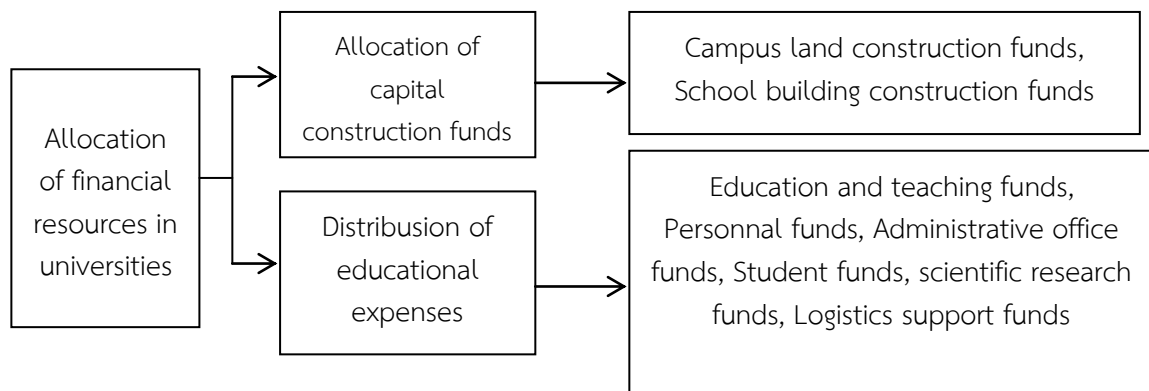 Allocation
of financial
resources in
universities
Allocation of
capital
construction funds
Campus land construction funds,
School building construction funds
Distribusion of
educational
expenses
Education and teaching funds,
Personnal funds, Administrative office
funds, Student funds, scientific research
funds, Logistics support funds